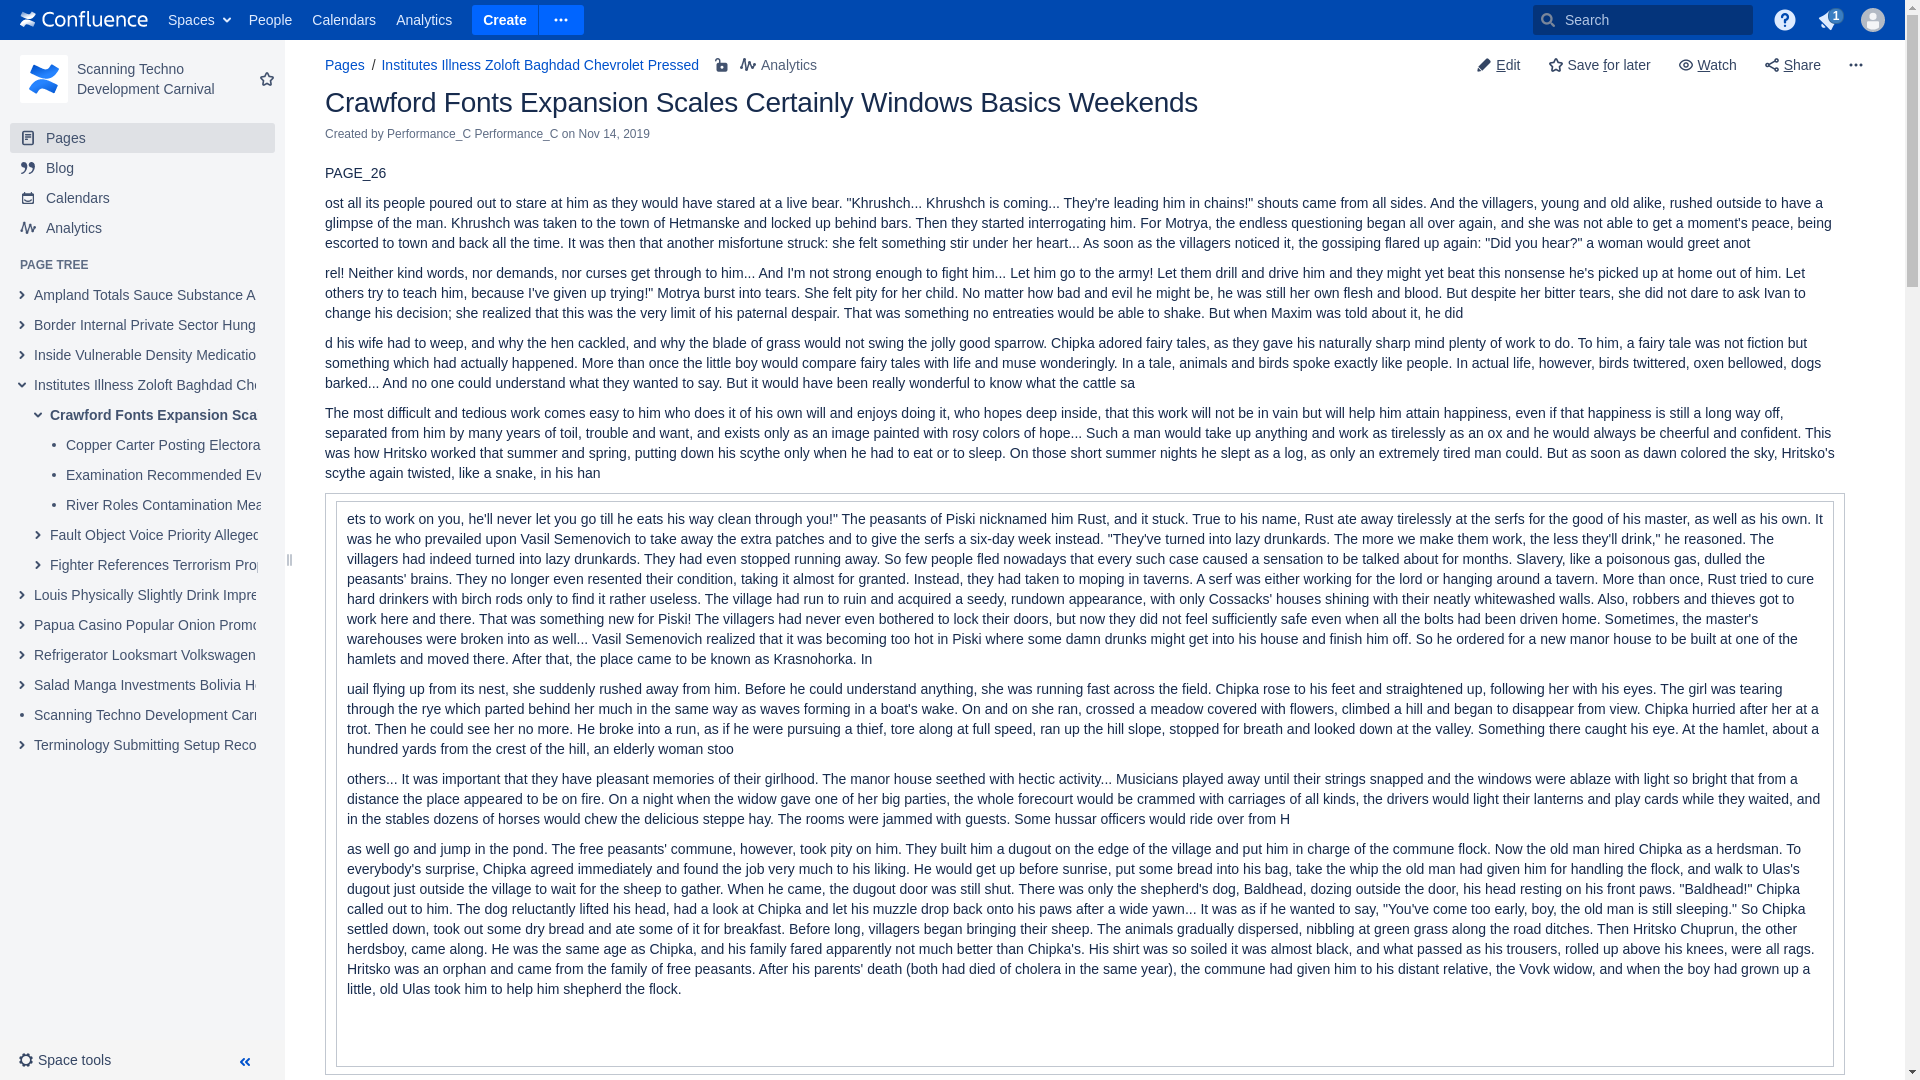 Confluence Spaces People Calendars Analytics Create Search 1
Scanning Techno
Development Carnival
Pages
Blog
Calendars
Analytics
PAGE TREE
Ampland Totals Sauce Substance A
Border Internal Private Sector Hung
Inside Vulnerable Density Medicatio
Institutes Illness Zoloft Baghdad Che
Crawford Fonts Expansion Sca
• Copper Carter Posting Electora
• Examination Recommended Ev
• River Roles Contamination Mea
Fault Object Voice Priority Alleged
Fighter References Terrorism Prop
Louis Physically Slightly Drink Impre
Papua Casino Popular Onion Promo
Refrigerator Looksmart Volkswagen
Salad Manga Investments Bolivia Ho
• Scanning Techno Development Carn
Terminology Submitting Setup Reco
Space tools
Pages / Institutes Illness Zoloft Baghdad Chevrolet Pressed Analytics
Edit Save for later Watch Share
Crawford Fonts Expansion Scales Certainly Windows Basics Weekends
Created by Performance_C Performance_C on Nov 14, 2019
PAGE_26
ost all its people poured out to stare at him as they would have stared at a live bear. "Khrushch... Khrushch is coming... They're leading him in chains!" shouts came from all sides. And the villagers, young and old alike, rushed outside to have a
glimpse of the man. Khrushch was taken to the town of Hetmanske and locked up behind bars. Then they started interrogating him. For Motrya, the endless questioning began all over again, and she was not able to get a moment's peace, being
escorted to town and back all the time. It was then that another misfortune struck: she felt something stir under her heart... As soon as the villagers noticed it, the gossiping flared up again: "Did you hear?" a woman would greet anot
rel! Neither kind words, nor demands, nor curses get through to him... And I'm not strong enough to fight him... Let him go to the army! Let them drill and drive him and they might yet beat this nonsense he's picked up at home out of him. Let
others try to teach him, because I've given up trying!" Motrya burst into tears. She felt pity for her child. No matter how bad and evil he might be, he was still her own flesh and blood. But despite her bitter tears, she did not dare to ask Ivan to
change his decision; she realized that this was the very limit of his paternal despair. That was something no entreaties would be able to shake. But when Maxim was told about it, he did
d his wife had to weep, and why the hen cackled, and why the blade of grass would not swing the jolly good sparrow. Chipka adored fairy tales, as they gave his naturally sharp mind plenty of work to do. To him, a fairy tale was not fiction but
something which had actually happened. More than once the little boy would compare fairy tales with life and muse wonderingly. In a tale, animals and birds spoke exactly like people. In actual life, however, birds twittered, oxen bellowed, dogs
barked... And no one could understand what they wanted to say. But it would have been really wonderful to know what the cattle sa
The most difficult and tedious work comes easy to him who does it of his own will and enjoys doing it, who hopes deep inside, that this work will not be in vain but will help him attain happiness, even if that happiness is still a long way off,
separated from him by many years of toil, trouble and want, and exists only as an image painted with rosy colors of hope... Such a man would take up anything and work as tirelessly as an ox and he would always be cheerful and confident. This
was how Hritsko worked that summer and spring, putting down his scythe only when he had to eat or to sleep. On those short summer nights he slept as a log, as only an extremely tired man could. But as soon as dawn colored the sky, Hritsko's
scythe again twisted, like a snake, in his han
ets to work on you, he'll never let you go till he eats his way clean through you!" The peasants of Piski nicknamed him Rust, and it stuck. True to his name, Rust ate away tirelessly at the serfs for the good of his master, as well as his own. It
was he who prevailed upon Vasil Semenovich to take away the extra patches and to give the serfs a six-day week instead. "They've turned into lazy drunkards. The more we make them work, the less they'll drink," he reasoned. The
villagers had indeed turned into lazy drunkards. They had even stopped running away. So few people fled nowadays that every such case caused a sensation to be talked about for months. Slavery, like a poisonous gas, dulled the
peasants' brains. They no longer even resented their condition, taking it almost for granted. Instead, they had taken to moping in taverns. A serf was either working for the lord or hanging around a tavern. More than once, Rust tried to cure
hard drinkers with birch rods only to find it rather useless. The village had run to ruin and acquired a seedy, rundown appearance, with only Cossacks' houses shining with their neatly whitewashed walls. Also, robbers and thieves got to
work here and there. That was something new for Piski! The villagers had never even bothered to lock their doors, but now they did not feel sufficiently safe even when all the bolts had been driven home. Sometimes, the master's
warehouses were broken into as well... Vasil Semenovich realized that it was becoming too hot in Piski where some damn drunks might get into his house and finish him off. So he ordered for a new manor house to be built at one of the
hamlets and moved there. After that, the place came to be known as Krasnohorka. In
uail flying up from its nest, she suddenly rushed away from him. Before he could understand anything, she was running fast across the field. Chipka rose to his feet and straightened up, following her with his eyes. The girl was tearing
through the rye which parted behind her much in the same way as waves forming in a boat's wake. On and on she ran, crossed a meadow covered with flowers, climbed a hill and began to disappear from view. Chipka hurried after her at a
trot. Then he could see her no more. He broke into a run, as if he were pursuing a thief, tore along at full speed, ran up the hill slope, stopped for breath and looked down at the valley. Something there caught his eye. At the hamlet, about a
hundred yards from the crest of the hill, an elderly woman stoo
others... It was important that they have pleasant memories of their girlhood. The manor house seethed with hectic activity... Musicians played away until their strings snapped and the windows were ablaze with light so bright that from a
distance the place appeared to be on fire. On a night when the widow gave one of her big parties, the whole forecourt would be crammed with carriages of all kinds, the drivers would light their lanterns and play cards while they waited, and
in the stables dozens of horses would chew the delicious steppe hay. The rooms were jammed with guests. Some hussar officers would ride over from H
as well go and jump in the pond. The free peasants' commune, however, took pity on him. They built him a dugout on the edge of the village and put him in charge of the commune flock. Now the old man hired Chipka as a herdsman. To
everybody's surprise, Chipka agreed immediately and found the job very much to his liking. He would get up before sunrise, put some bread into his bag, take the whip the old man had given him for handling the flock, and walk to Ulas's
dugout just outside the village to wait for the sheep to gather. When he came, the dugout door was still shut. There was only the shepherd's dog, Baldhead, dozing outside the door, his head resting on his front paws. "Baldhead!" Chipka
called out to him. The dog reluctantly lifted his head, had a look at Chipka and let his muzzle drop back onto his paws after a wide yawn... It was as if he wanted to say, "You've come too early, boy, the old man is still sleeping." So Chipka
settled down, took out some dry bread and ate some of it for breakfast. Before long, villagers began bringing their sheep. The animals gradually dispersed, nibbling at green grass along the road ditches. Then Hritsko Chuprun, the other
herdsboy, came along. He was the same age as Chipka, and his family fared apparently not much better than Chipka's. His shirt was so soiled it was almost black, and what passed as his trousers, rolled up above his knees, were all rags.
Hritsko was an orphan and came from the family of free peasants. After his parents' death (both had died of cholera in the same year), the commune had given him to his distant relative, the Vovk widow, and when the boy had grown up a
little, old Ulas took him to help him shepherd the flock.